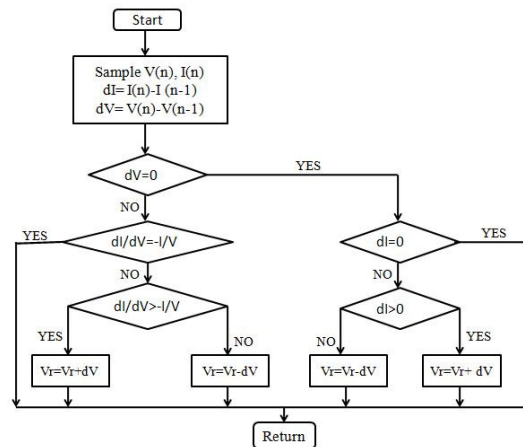 Start
Sample V(n), I(n)
dI= I(n)-I (n-1)
dV= V(n)-V(n-1)
YES
dV=0
NO
YES
dI/dV=-I/V
dI=0
YES
NO
NO
dI/dV>-I/V
dI>0
YES
NO
NO
YES
Vr=Vr+dV
Vr=Vr-dV
Vr=Vr-dV
Vr=Vr+ dV
Return